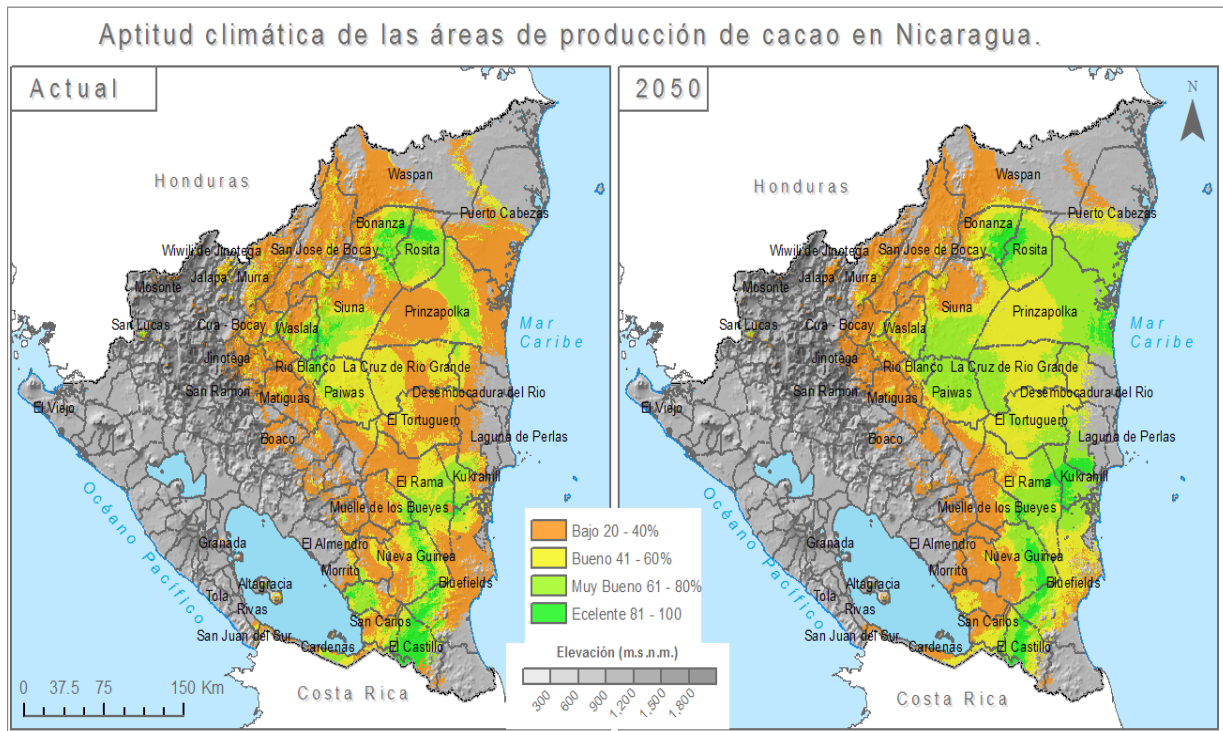 Aptitud climática de las áreas de producción de cacao en Nicaragua.
Actual
Honduras
Waspan
Puerto Cabezas
Bonanza
Wiwili de Jinotega
San Jose de Bocay
Rosita
Jalapa
Murra
Mosonte
Siuna
Prinzapolka
San Lucas
Cua - Bocay
Waslala
Mar
Caribe
Jinotega
Rio Blanco
La Cruz de Rio Grande
San Ramon
Matiguas
Paiwas
Desembocadura del Rio
El Viejo
El Tortuguero
Boaco
Laguna de Perlas
El Rama
Kukrahill
Muelle de los Bueyes
Océano Pacífico
Granada
El Almendro
Nueva Guinea
Morrito
Altagracia
Bluefields
Tola
Rivas
San Carlos
San Juan del Sur
Cardenas
El Castillo
Costa Rica
0 37.5 75 150 Km
Bajo 20 - 40%
Bueno 41 - 60%
Muy Bueno 61 - 80%
Ecelente 81 - 100
Elevación (m.s.n.m.)
300 600 900 1,200 1,500 1,800
2050
N
Honduras
Waspan
Puerto Cabezas
Bonanza
Wiwili de Jinotega
San Jose de Bocay
Rosita
Jalapa
Murra
Mosonte
Siuna
Prinzapolka
San Lucas
Cua - Bocay
Waslala
Mar
Caribe
Jinotega
Rio Blanco
La Cruz de Rio Grande
San Ramon
Matiguas
Paiwas
Desembocadura del Rio
El Viejo
El Tortuguero
Boaco
Laguna de Perlas
El Rama
Kukrahill
Muelle de los Bueyes
Océano Pacífico
Granada
El Almendro
Nueva Guinea
Morrito
Altagracia
Bluefields
Tola
Rivas
San Carlos
San Juan del Sur
Cardenas
El Castillo
Costa Rica